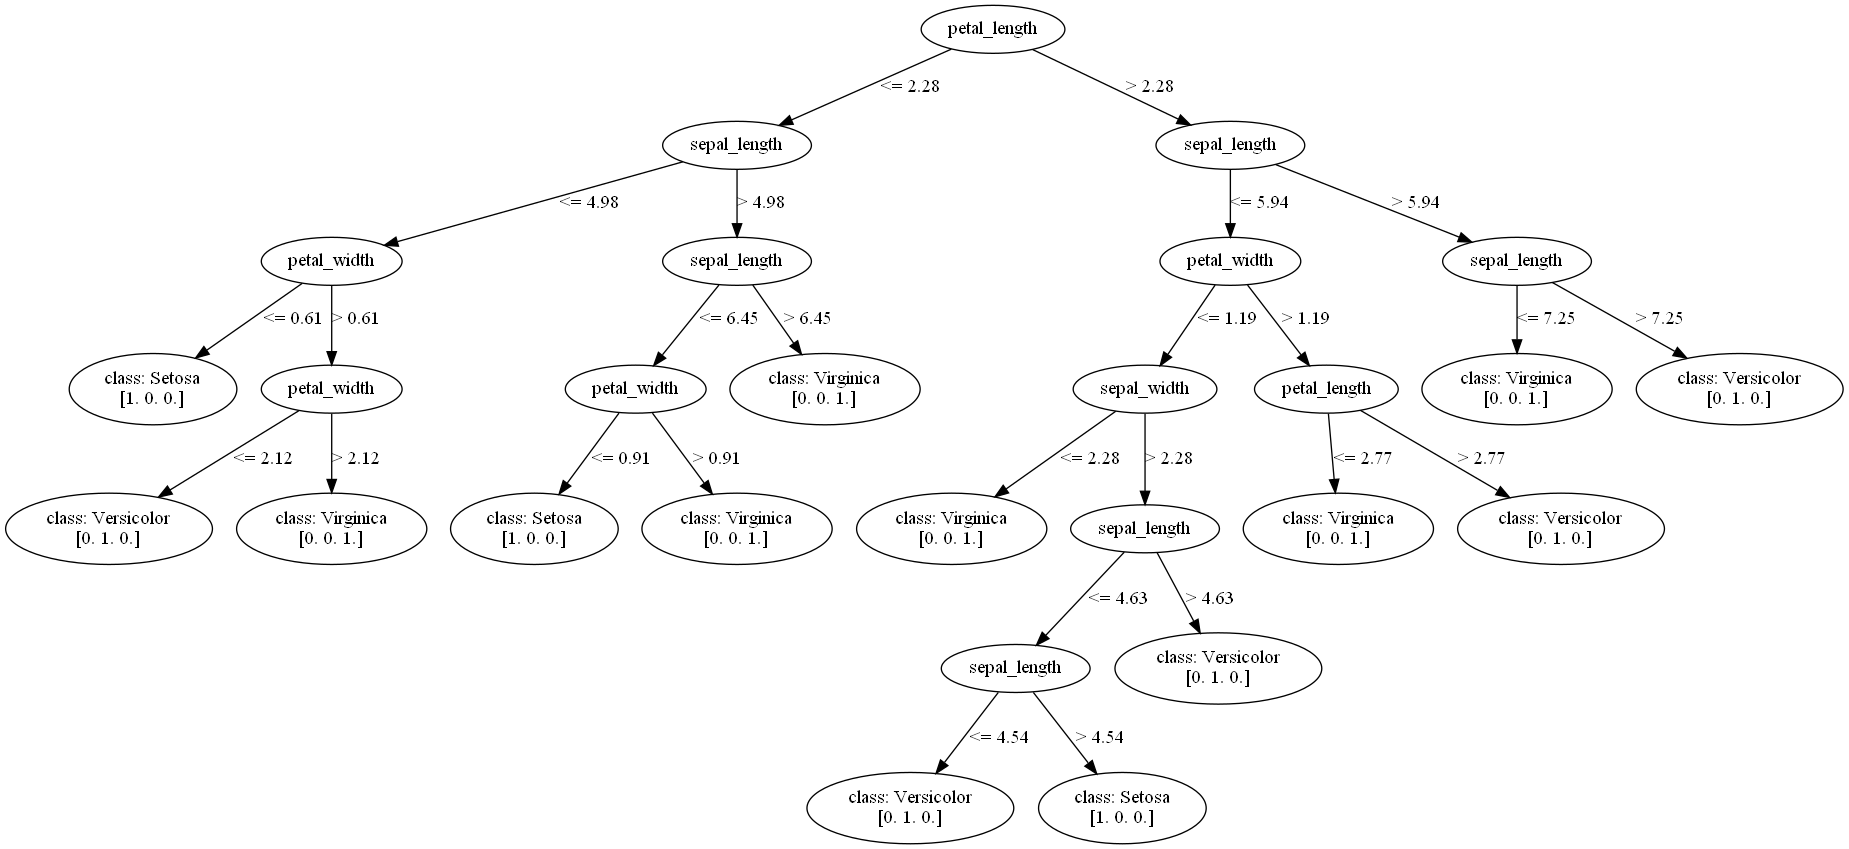 petal_length
<= 2.28
> 2.28
sepal_length
sepal_length
<= 4.98
> 4.98
<= 5.94
> 5.94
petal_width
sepal_length
petal_width
sepal_length
<= 0.61
> 0.61
<= 6.45
> 6.45
<= 1.19
> 1.19
<= 7.25
> 7.25
class: Setosa
[1. 0. 0.]
petal_width
petal_width
class: Virginica
[0. 0. 1.]
sepal_width
petal_length
class: Virginica
[0. 0. 1.]
class: Versicolor
[0. 1. 0.]
<= 2.12
> 2.12
<= 0.91
> 0.91
<= 2.28
> 2.28
<= 2.77
> 2.77
class: Versicolor
[0. 1. 0.]
class: Virginica
[0. 0. 1.]
class: Setosa
[1. 0. 0.]
class: Virginica
[0. 0. 1.]
class: Virginica
[0. 0. 1.]
sepal_length
class: Virginica
[0. 0. 1.]
class: Versicolor
[0. 1. 0.]
<= 4.63
> 4.63
sepal_length
class: Versicolor
[0. 1. 0.]
<= 4.54
> 4.54
class: Versicolor
[0. 1. 0.]
class: Setosa
[1. 0. 0.]